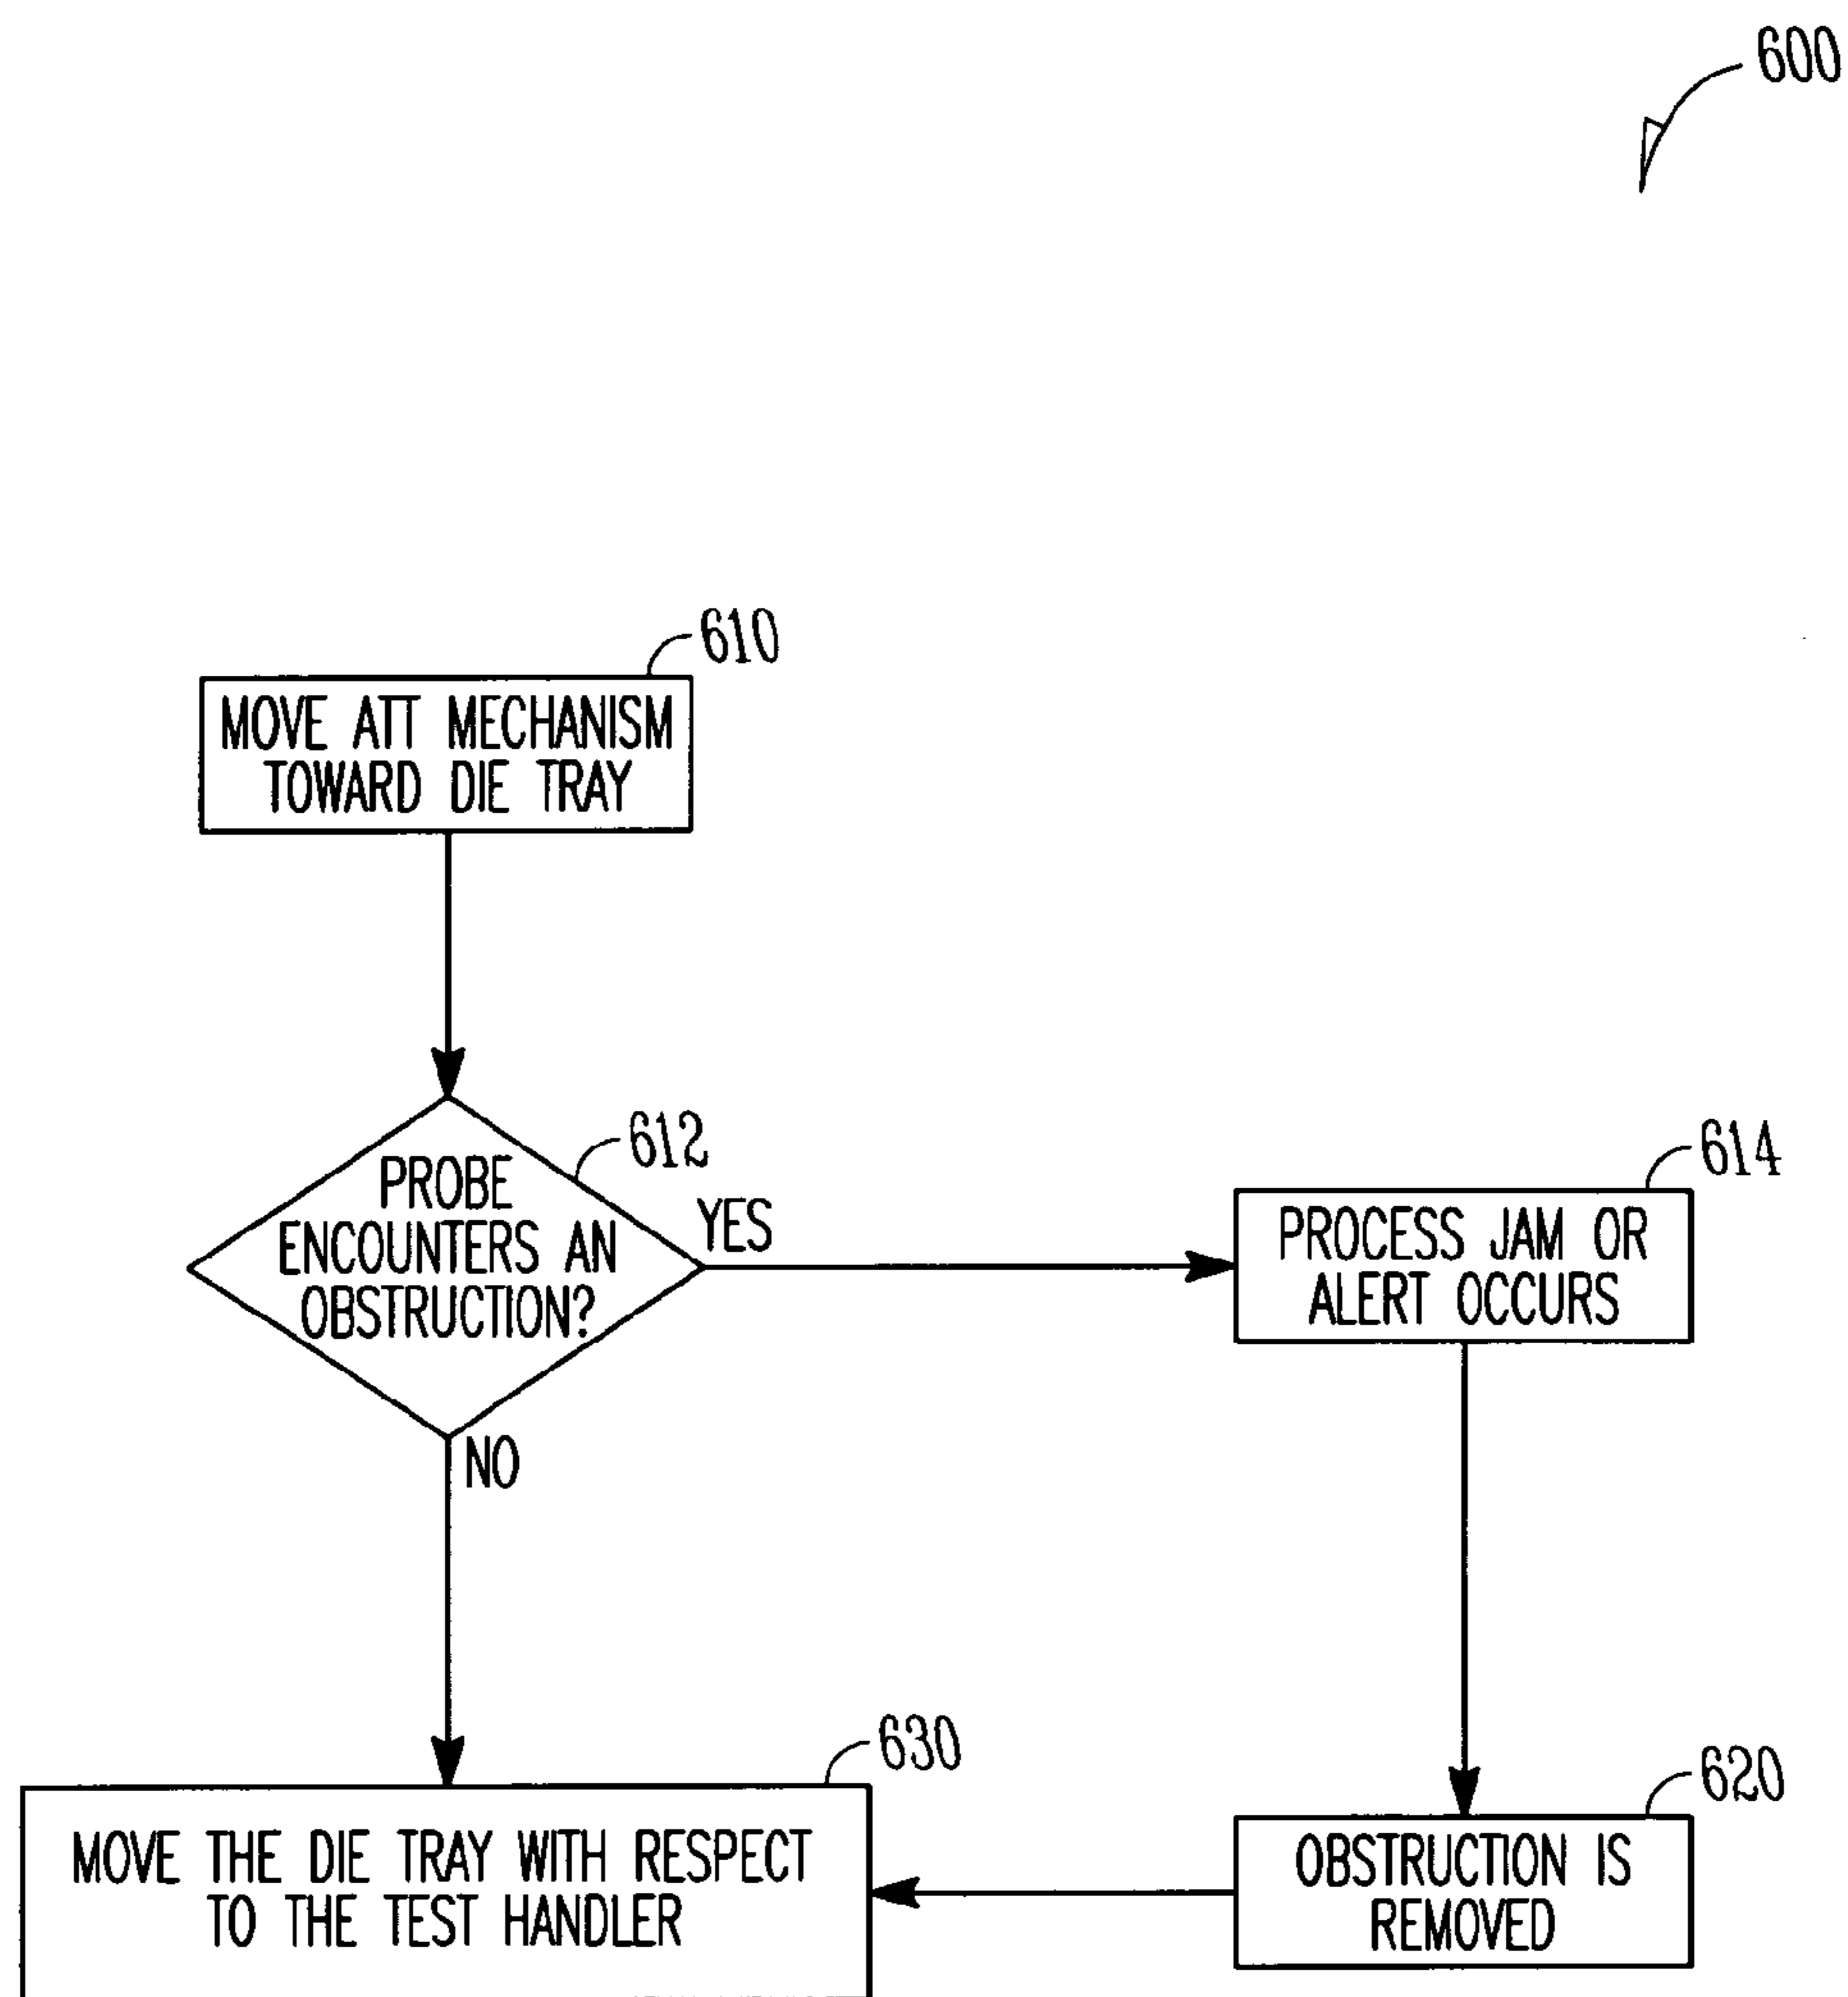 600
610
MOVE ATT MECHANISM
TOWARD DIE TRAY
612
PROBE
ENCOUNTERS AN
OBSTRUCTION?
YES
614
PROCESS JAM OR
ALERT OCCURS
NO
630
MOVE THE DIE TRAY WITH RESPECT
TO THE TEST HANDLER
620
OBSTRUCTION IS
REMOVED